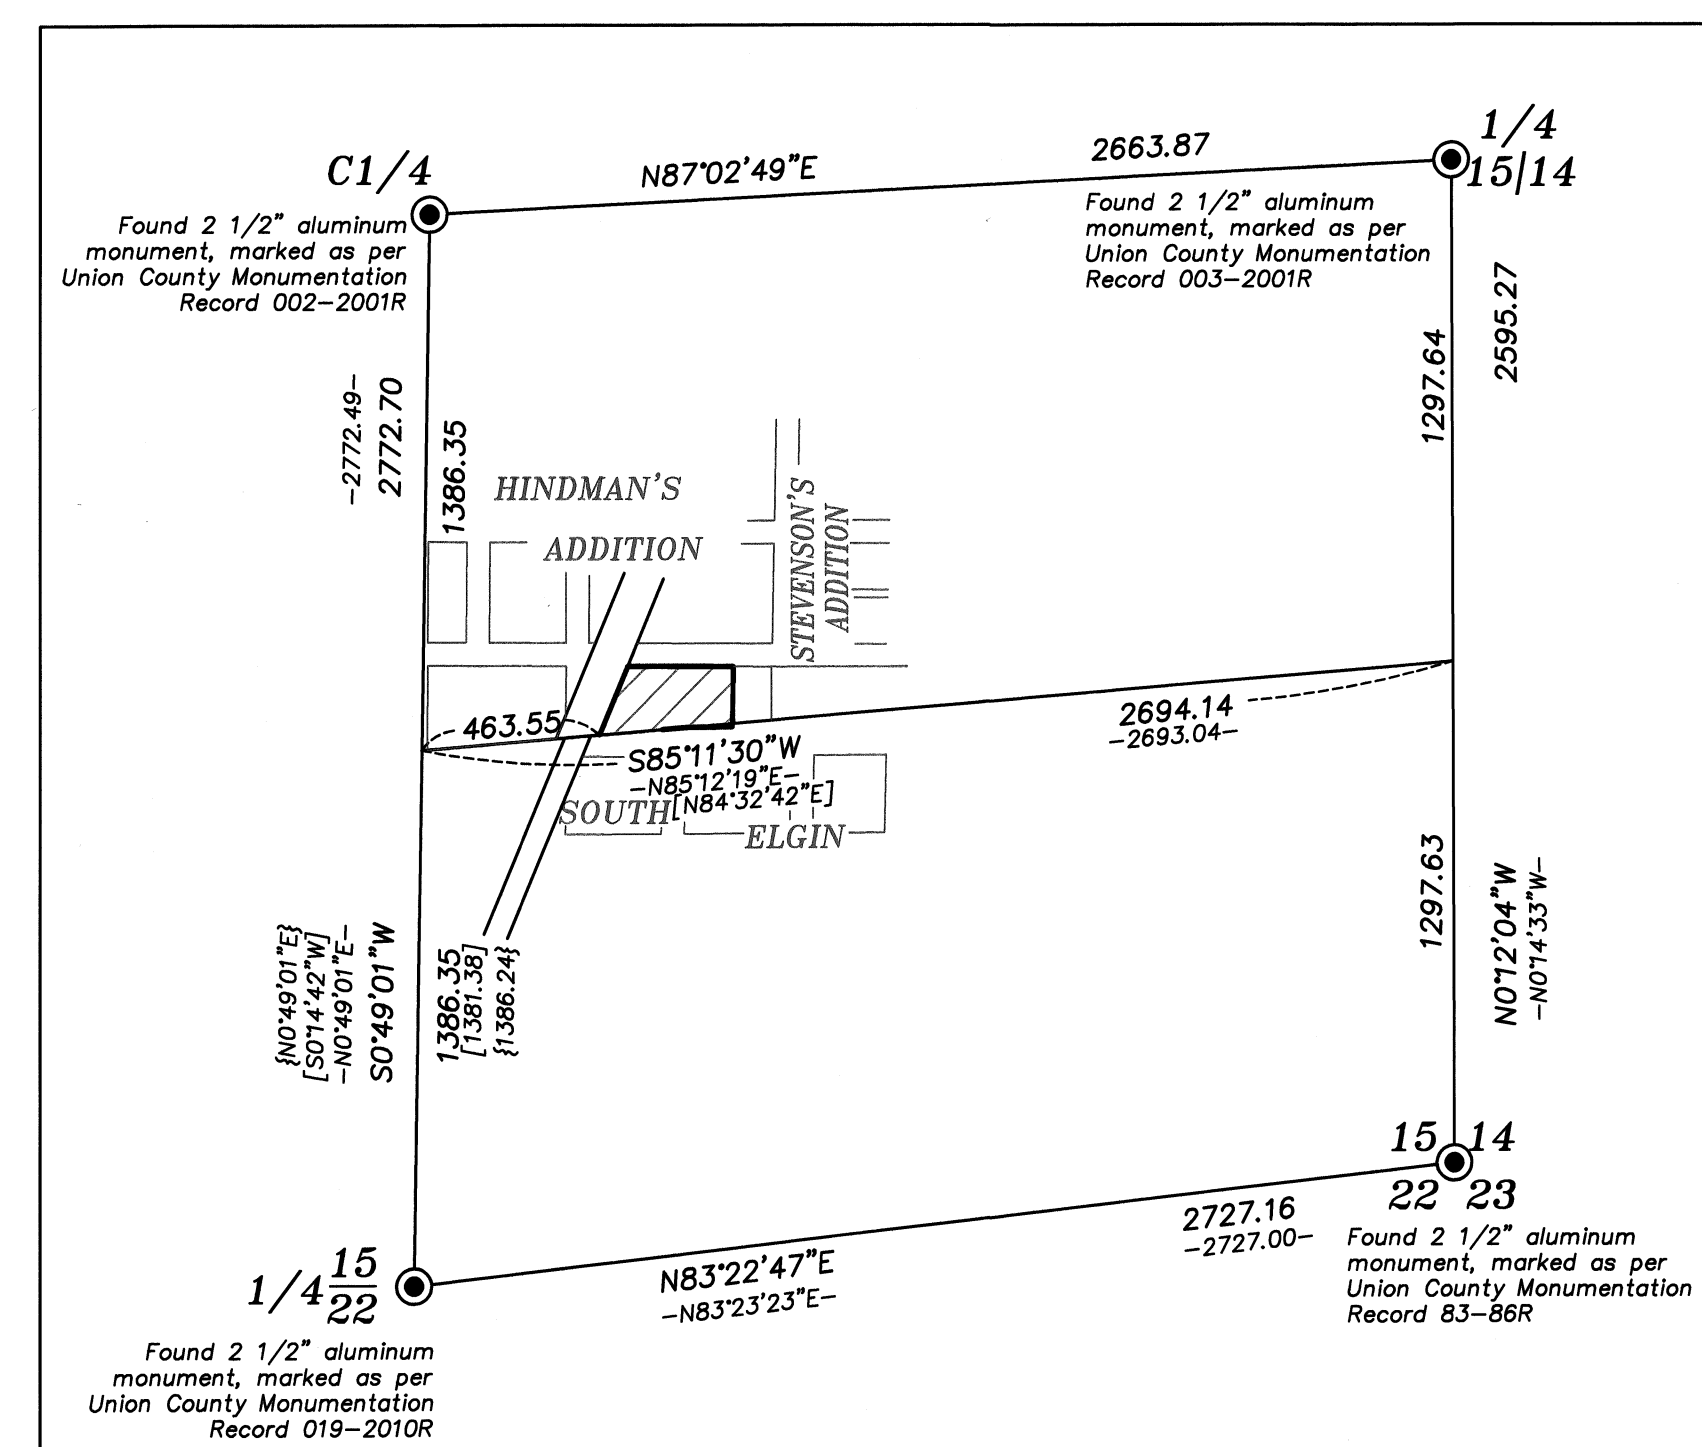 1/4
15|14
C1/4
N87°02'49"E
2663.87
Found 2 1/2" aluminum
monument, marked as per
Union County Monumentation
Record 002-2001R
Found 2 1/2" aluminum
monument, marked as per
Union County Monumentation
Record 003-2001R
2595.27
1297.64
-2772.49-
2772.70
1386.35
HINDMAN'S
ADDITION
STEVENSON'S
ADDITION
463.55
2694.14
-2693.04-
S85°11'30"W
-N85°12'19"E-
[N84°32'42"E]
SOUTH
ELGIN
1297.63
N0°12'04"W
-N0°14'33"W-
{N0°49'01"E}
[S0°14'42"W]
-N0°49'01"E-
S0°49'01"W
1386.35
[1381.38]
{1386.24}
15 14
22 23
2727.16
-2727.00-
Found 2 1/2" aluminum
monument, marked as per
Union County Monumentation
Record 83-86R
N83°22'47"E
-N83°23'23"E-
1/4 15
22
Found 2 1/2" aluminum
monument, marked as per
Union County Monumentation
Record 019-2010R